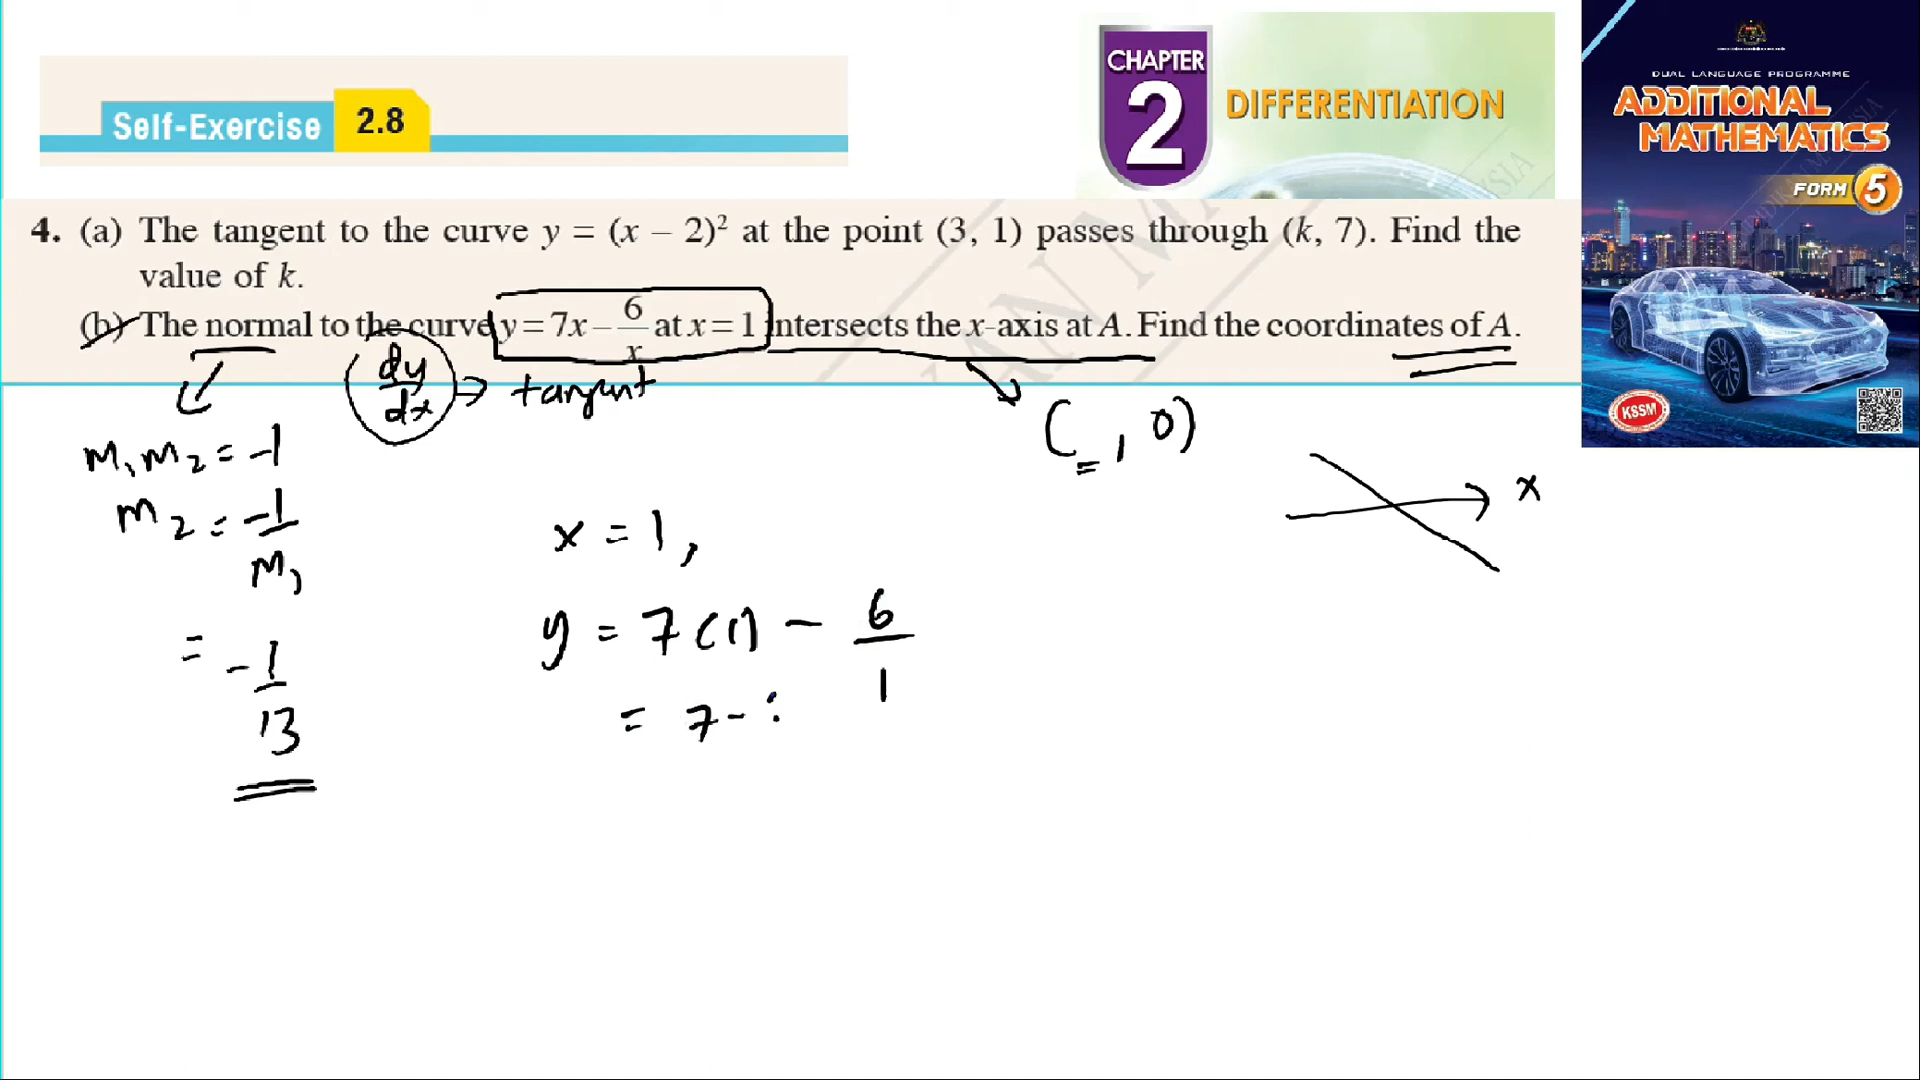 CHAPTER
2
DIFFERENTIATION
Self-Exercise 2.8
DUAL LANGUAGE PROGRAMME
ADDITIONAL
MATHEMATICS
FORM 5
KSSM
4. (a) The tangent to the curve y = (x – 2)² at the point (3, 1) passes through (k, 7). Find the
value of k.
(b) The normal to the curve y = 7x – 6/x at x = 1 intersects the x-axis at A. Find the coordinates of A.
dy/dx → tangent
( , 0)
x
m₁m₂ = -1
m₂ = -1/m₁
= -1/13
x = 1,
y = 7(1) - 6/1
= 7 -